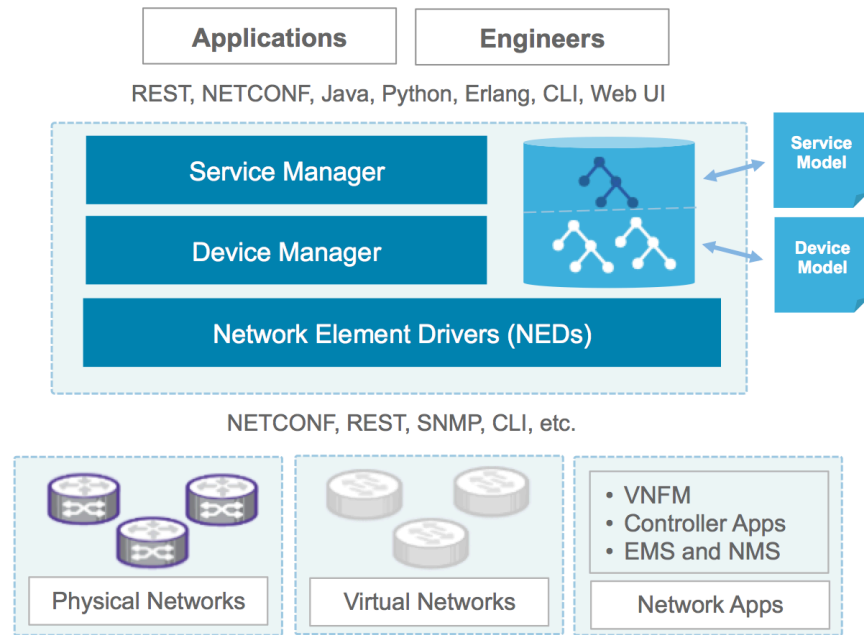 Applications
Engineers
REST, NETCONF, Java, Python, Erlang, CLI, Web UI
Service Manager
Service
Model
Device Manager
Device
Model
Network Element Drivers (NEDs)
NETCONF, REST, SNMP, CLI, etc.
Physical Networks
Virtual Networks
• VNFM
• Controller Apps
• EMS and NMS
Network Apps